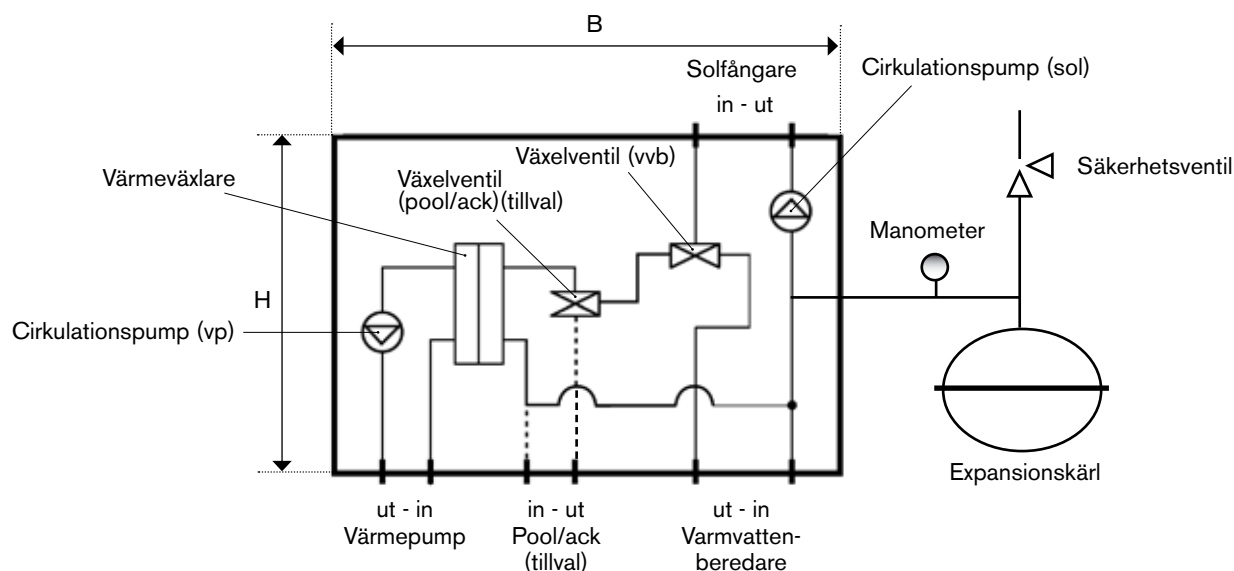 B
Solfångare
in - ut
Cirkulationspump (sol)
Växelventil (vvb)
Säkerhetsventil
Värmeväxlare
Växelventil
(pool/ack)(tillval)
Manometer
H
Cirkulationspump (vp)
Expansionskärl
ut - in
Värmepump
in - ut
Pool/ack
(tillval)
ut - in
Varmvatten-
beredare